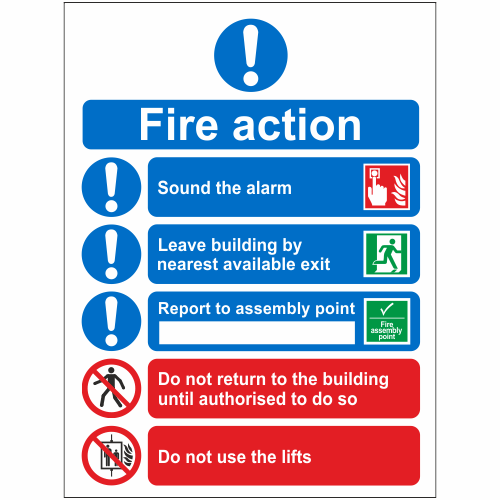 Fire action
Sound the alarm
Leave building by
nearest available exit
Report to assembly point
Fire
assembly
point
Do not return to the building
until authorised to do so
Do not use the lifts